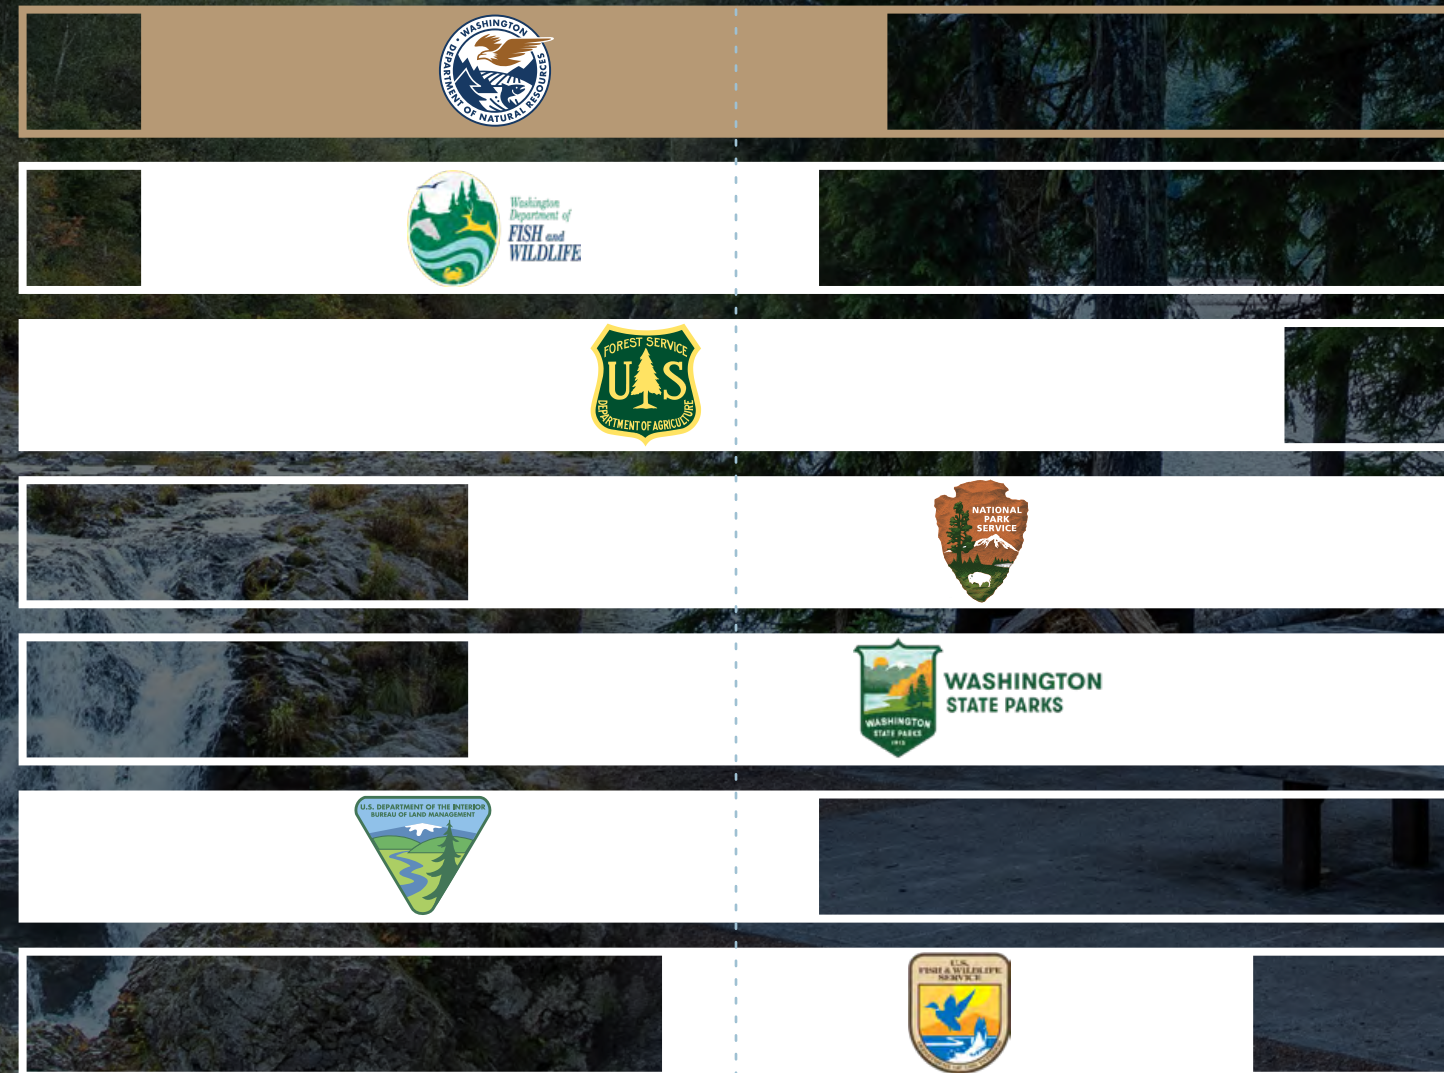 WASHINGTON
DEPARTMENT OF NATURAL RESOURCES
Washington
Department of
FISH and
WILDLIFE
FOREST SERVICE
U S
DEPARTMENT OF AGRICULTURE
NATIONAL
PARK
SERVICE
WASHINGTON
STATE PARKS
WASHINGTON
STATE PARKS
1913
U.S. DEPARTMENT OF THE INTERIOR
BUREAU OF LAND MANAGEMENT
U.S.
FISH & WILDLIFE
SERVICE